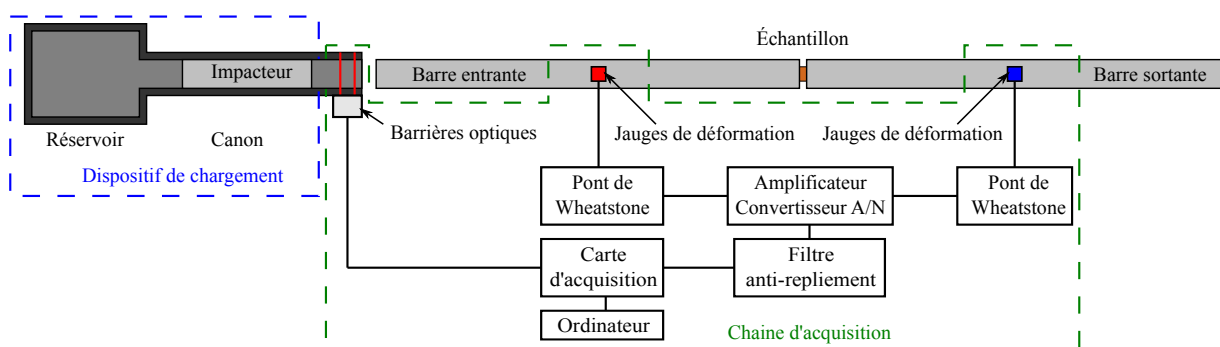 Échantillon
Impacteur
Barre entrante
Barre sortante
Barrières optiques
Jauges de déformation
Jauges de déformation
Réservoir
Canon
Dispositif de chargement
Pont de
Wheatstone
Amplificateur
Convertisseur A/N
Pont de
Wheatstone
Carte
d'acquisition
Filtre
anti-repliement
Ordinateur
Chaine d'acquisition